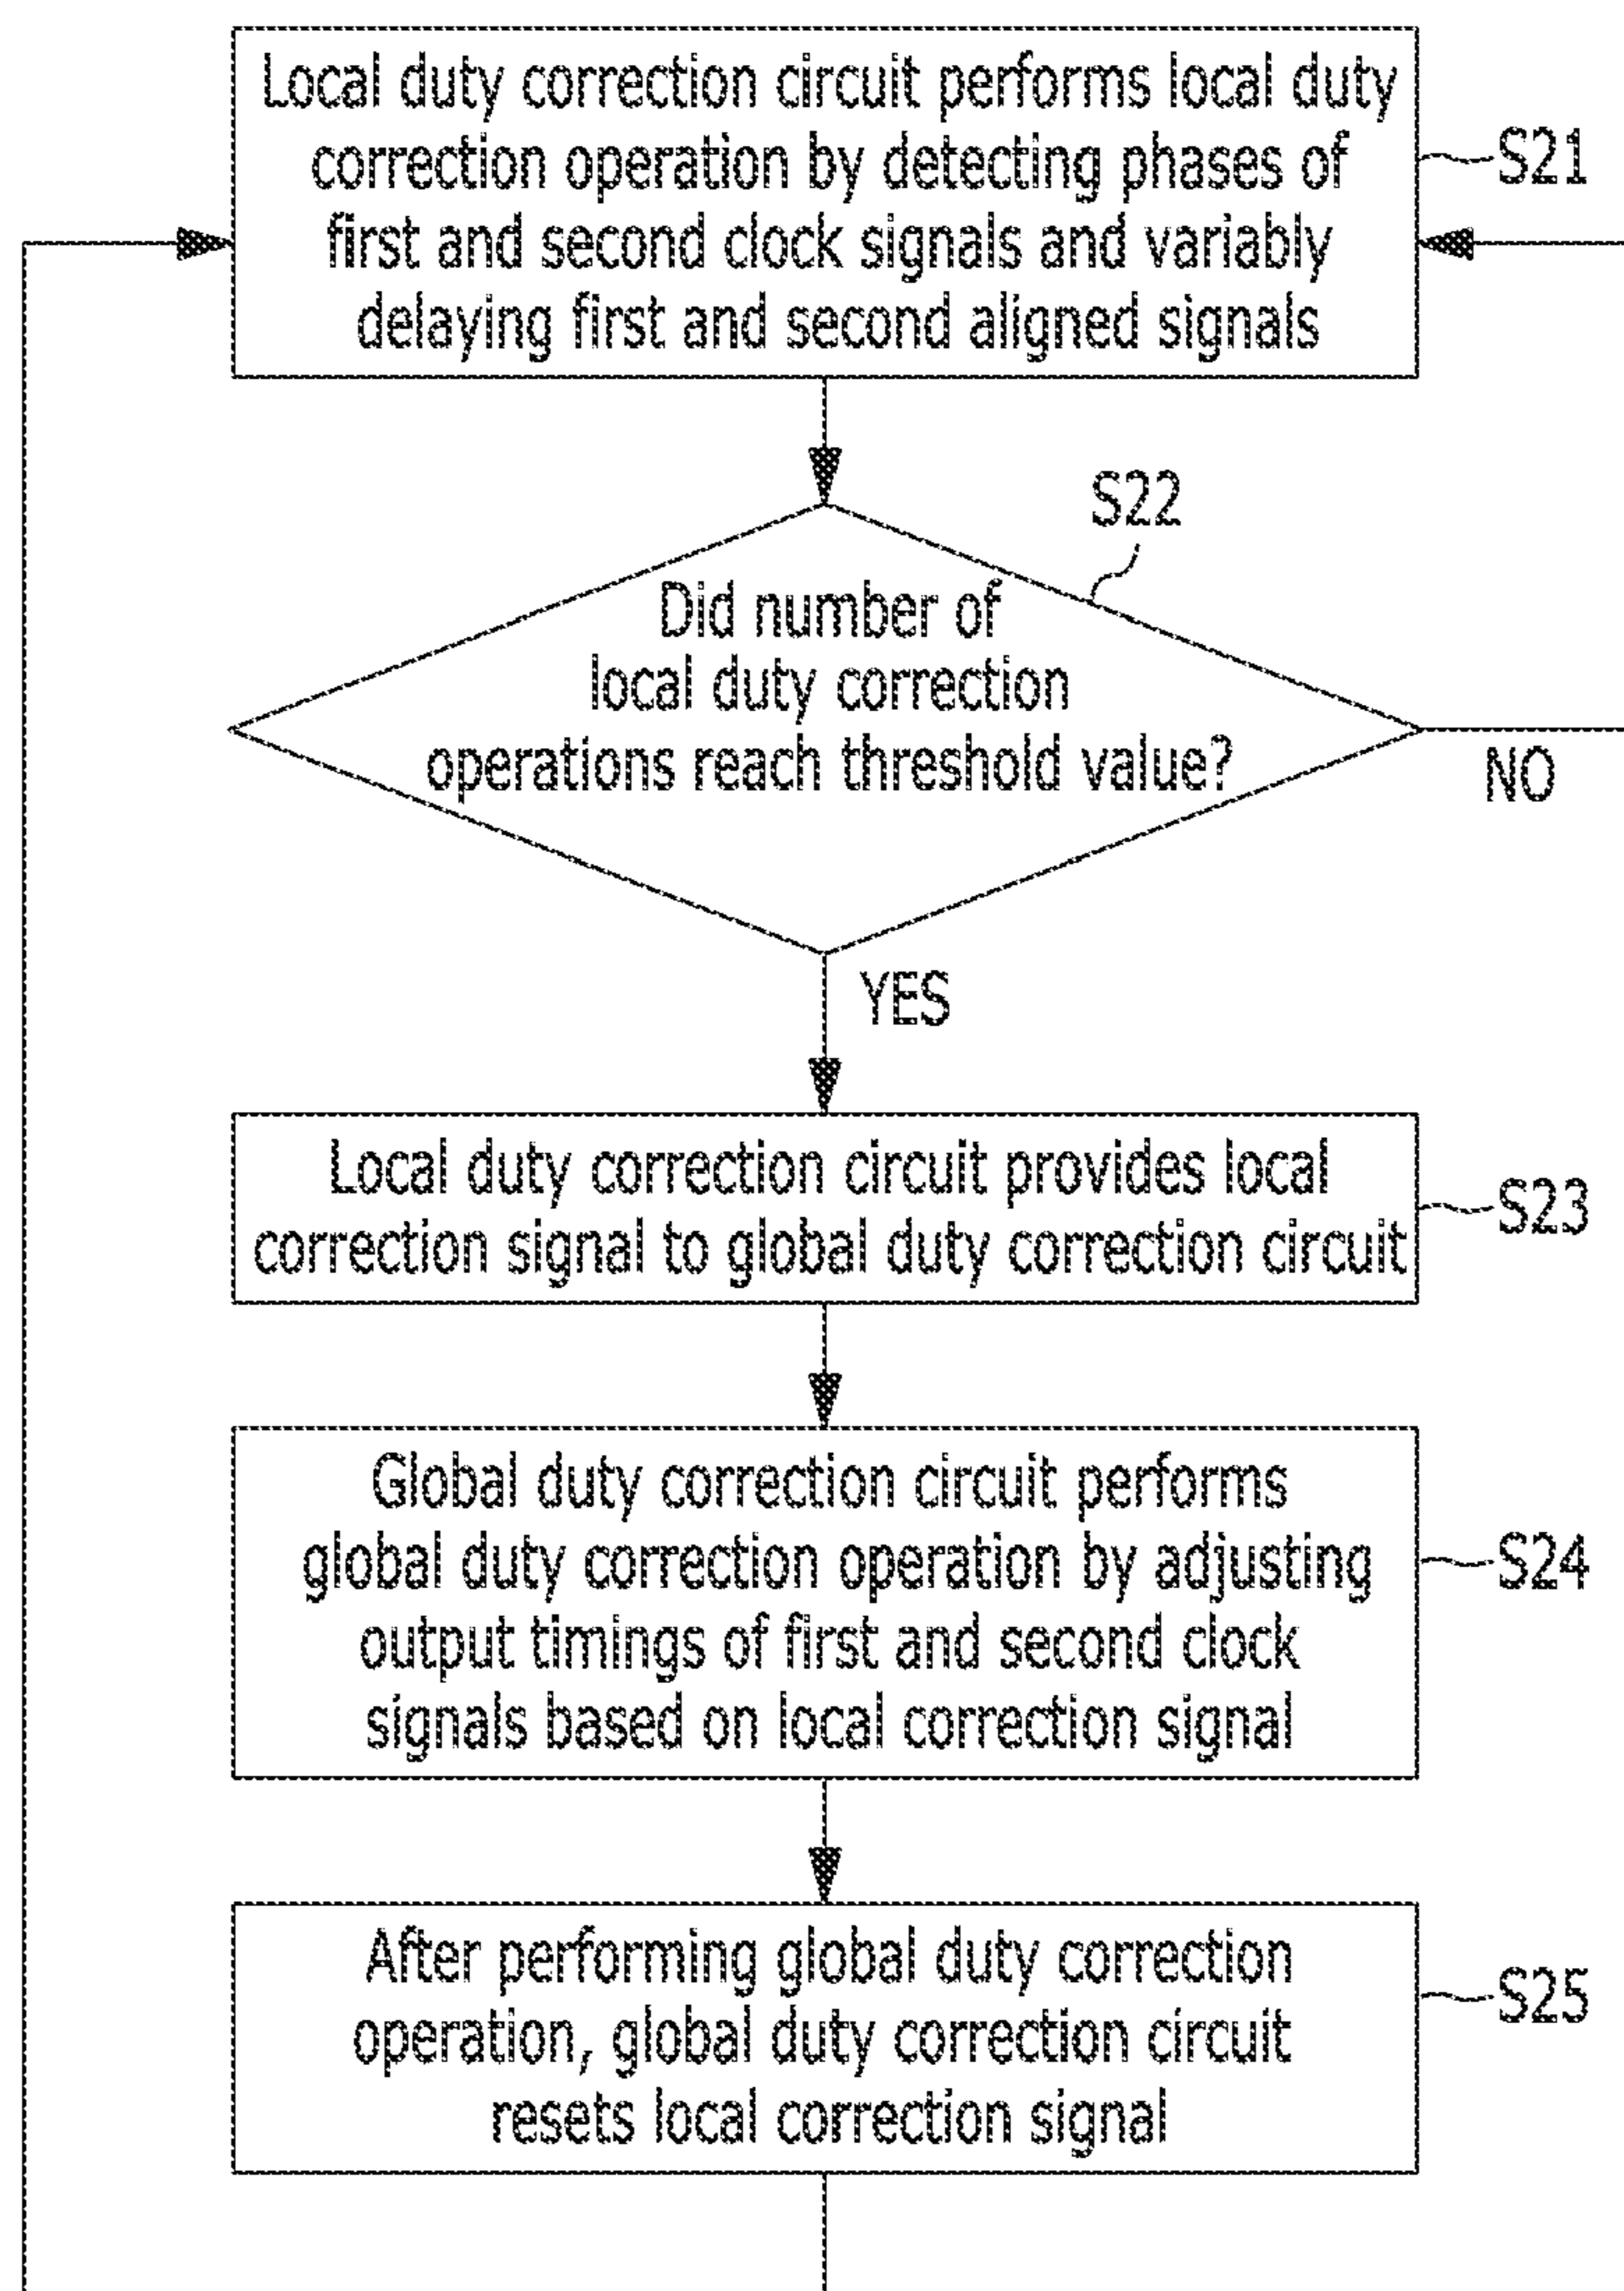 Local duty correction circuit performs local duty
correction operation by detecting phases of
first and second clock signals and variably
delaying first and second aligned signals
S21
S22
Did number of
local duty correction
operations reach threshold value?
NO
YES
Local duty correction circuit provides local
correction signal to global duty correction circuit
S23
Global duty correction circuit performs
global duty correction operation by adjusting
output timings of first and second clock
signals based on local correction signal
S24
After performing global duty correction
operation, global duty correction circuit
resets local correction signal
S25